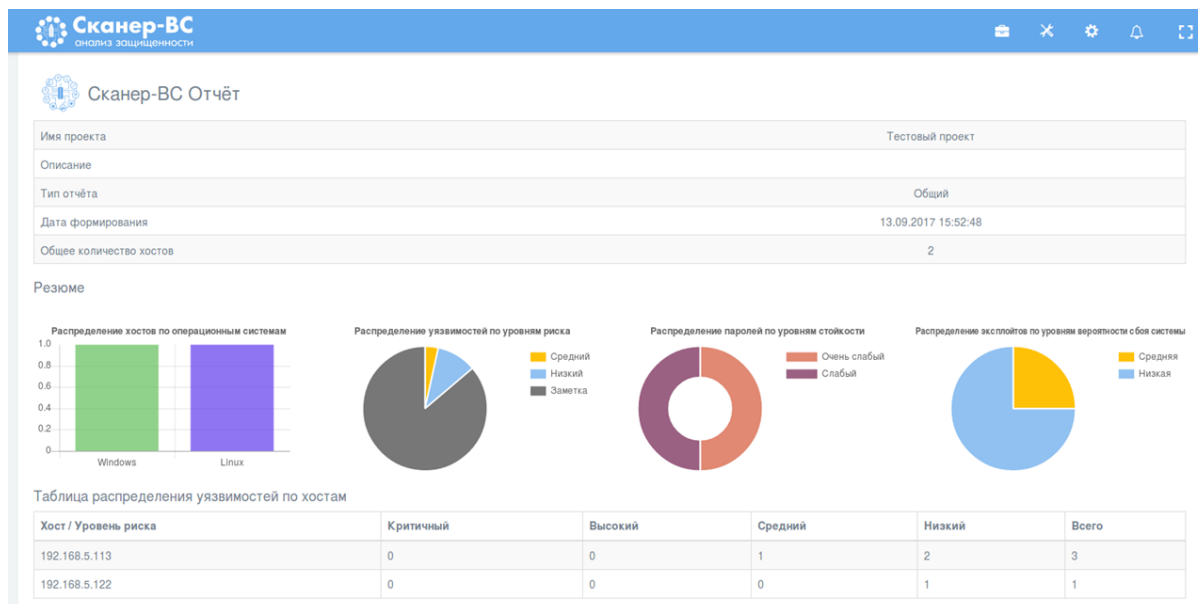 Сканер-ВС
анализ защищенности
Сканер-ВС Отчёт
Имя проекта Тестовый проект
Описание
Тип отчёта Общий
Дата формирования 13.09.2017 15:52:48
Общее количество хостов 2
Резюме
Распределение хостов по операционным системам
1.0
0.8
0.6
0.4
0.2
0
Windows Linux
Распределение уязвимостей по уровням риска
Средний
Низкий
Заметка
Распределение паролей по уровням стойкости
Очень слабый
Слабый
Распределение эксплойтов по уровням вероятности сбоя системы
Средняя
Низкая
Таблица распределения уязвимостей по хостам
Хост / Уровень риска Критичный Высокий Средний Низкий Всего
192.168.5.113 0 0 1 2 3
192.168.5.122 0 0 0 1 1